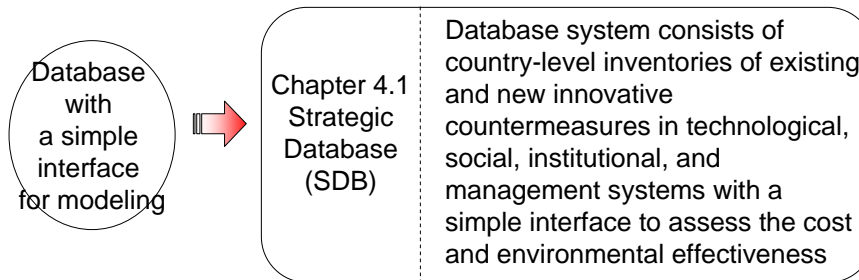 Database
with
a simple
interface
for modeling
Chapter 4.1
Strategic
Database
(SDB)
Database system consists of
country-level inventories of existing
and new innovative
countermeasures in technological,
social, institutional, and
management systems with a
simple interface to assess the cost
and environmental effectiveness